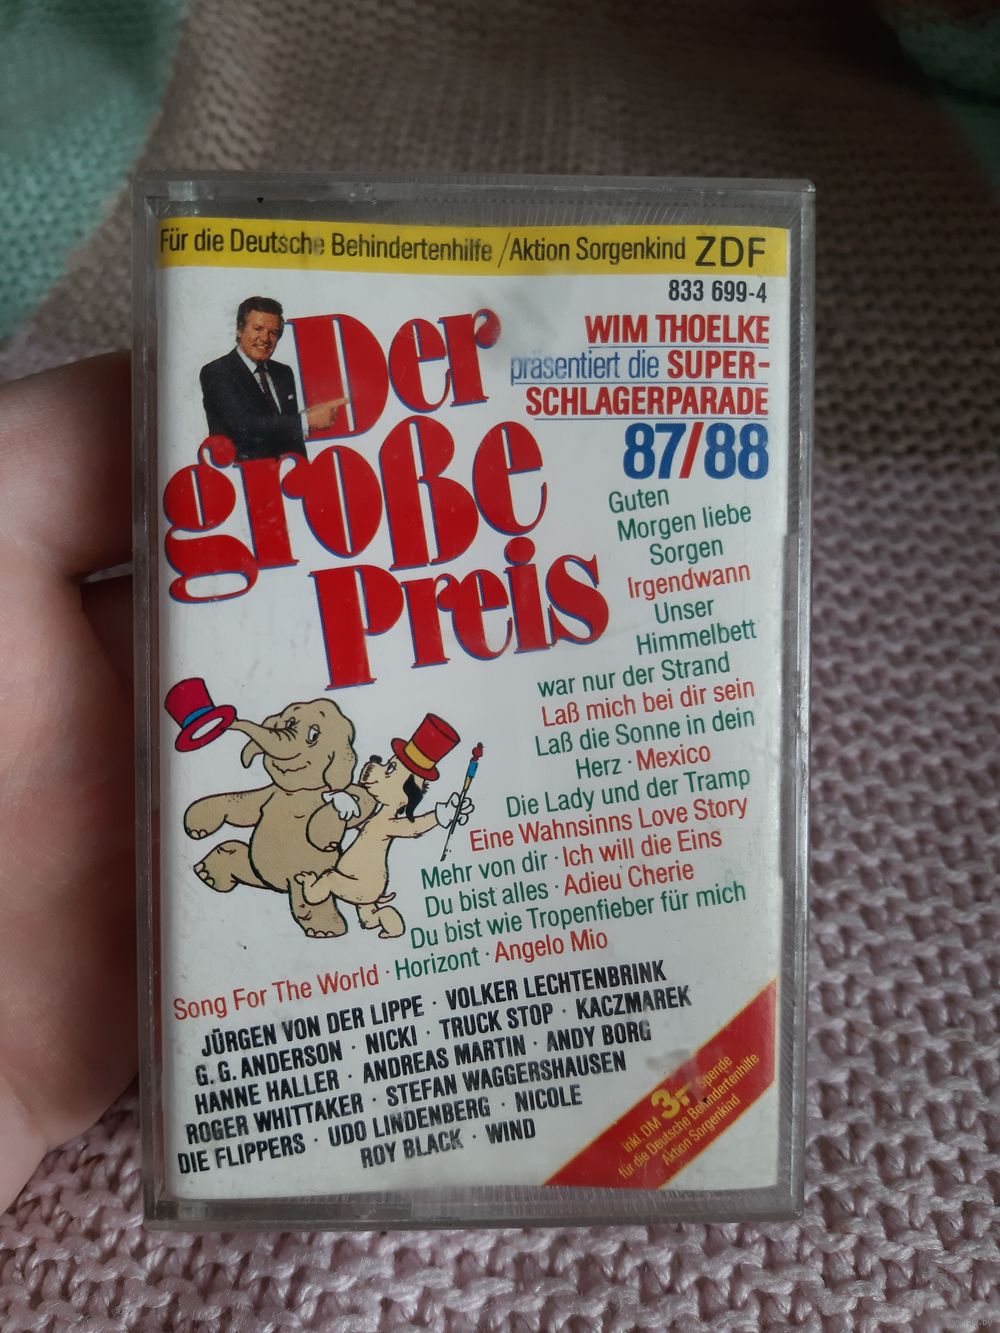 Für die Deutsche Behindertenhilfe/Aktion Sorgenkind ZDF
833 699-4
Der
große
Preis
WIM THOELKE
präsentiert die SUPER-
SCHLAGERPARADE
87/88
Guten
Morgen liebe
Sorgen
Irgendwann
Unser
Himmelbett
war nur der Strand
Laß mich bei dir sein
Laß die Sonne in dein
Herz · Mexico
Die Lady und der Tramp
Eine Wahnsinns Love Story
Mehr von dir · Ich will die Eins
Du bist alles · Adieu Cherie
Du bist wie Tropenfieber für mich
Song For The World · Horizont · Angelo Mio
JÜRGEN VON DER LIPPE · VOLKER LECHTENBRINK
G. G. ANDERSON · NICKI · TRUCK STOP · KACZMAREK
HANNE HALLER · ANDREAS MARTIN · ANDY BORG
ROGER WHITTAKER · STEFAN WAGGERSHAUSEN
DIE FLIPPERS · UDO LINDENBERG · NICOLE
ROY BLACK · WIND
inkl. DM 3,- Spende
für die Deutsche Behindertenhilfe
Aktion Sorgenkind